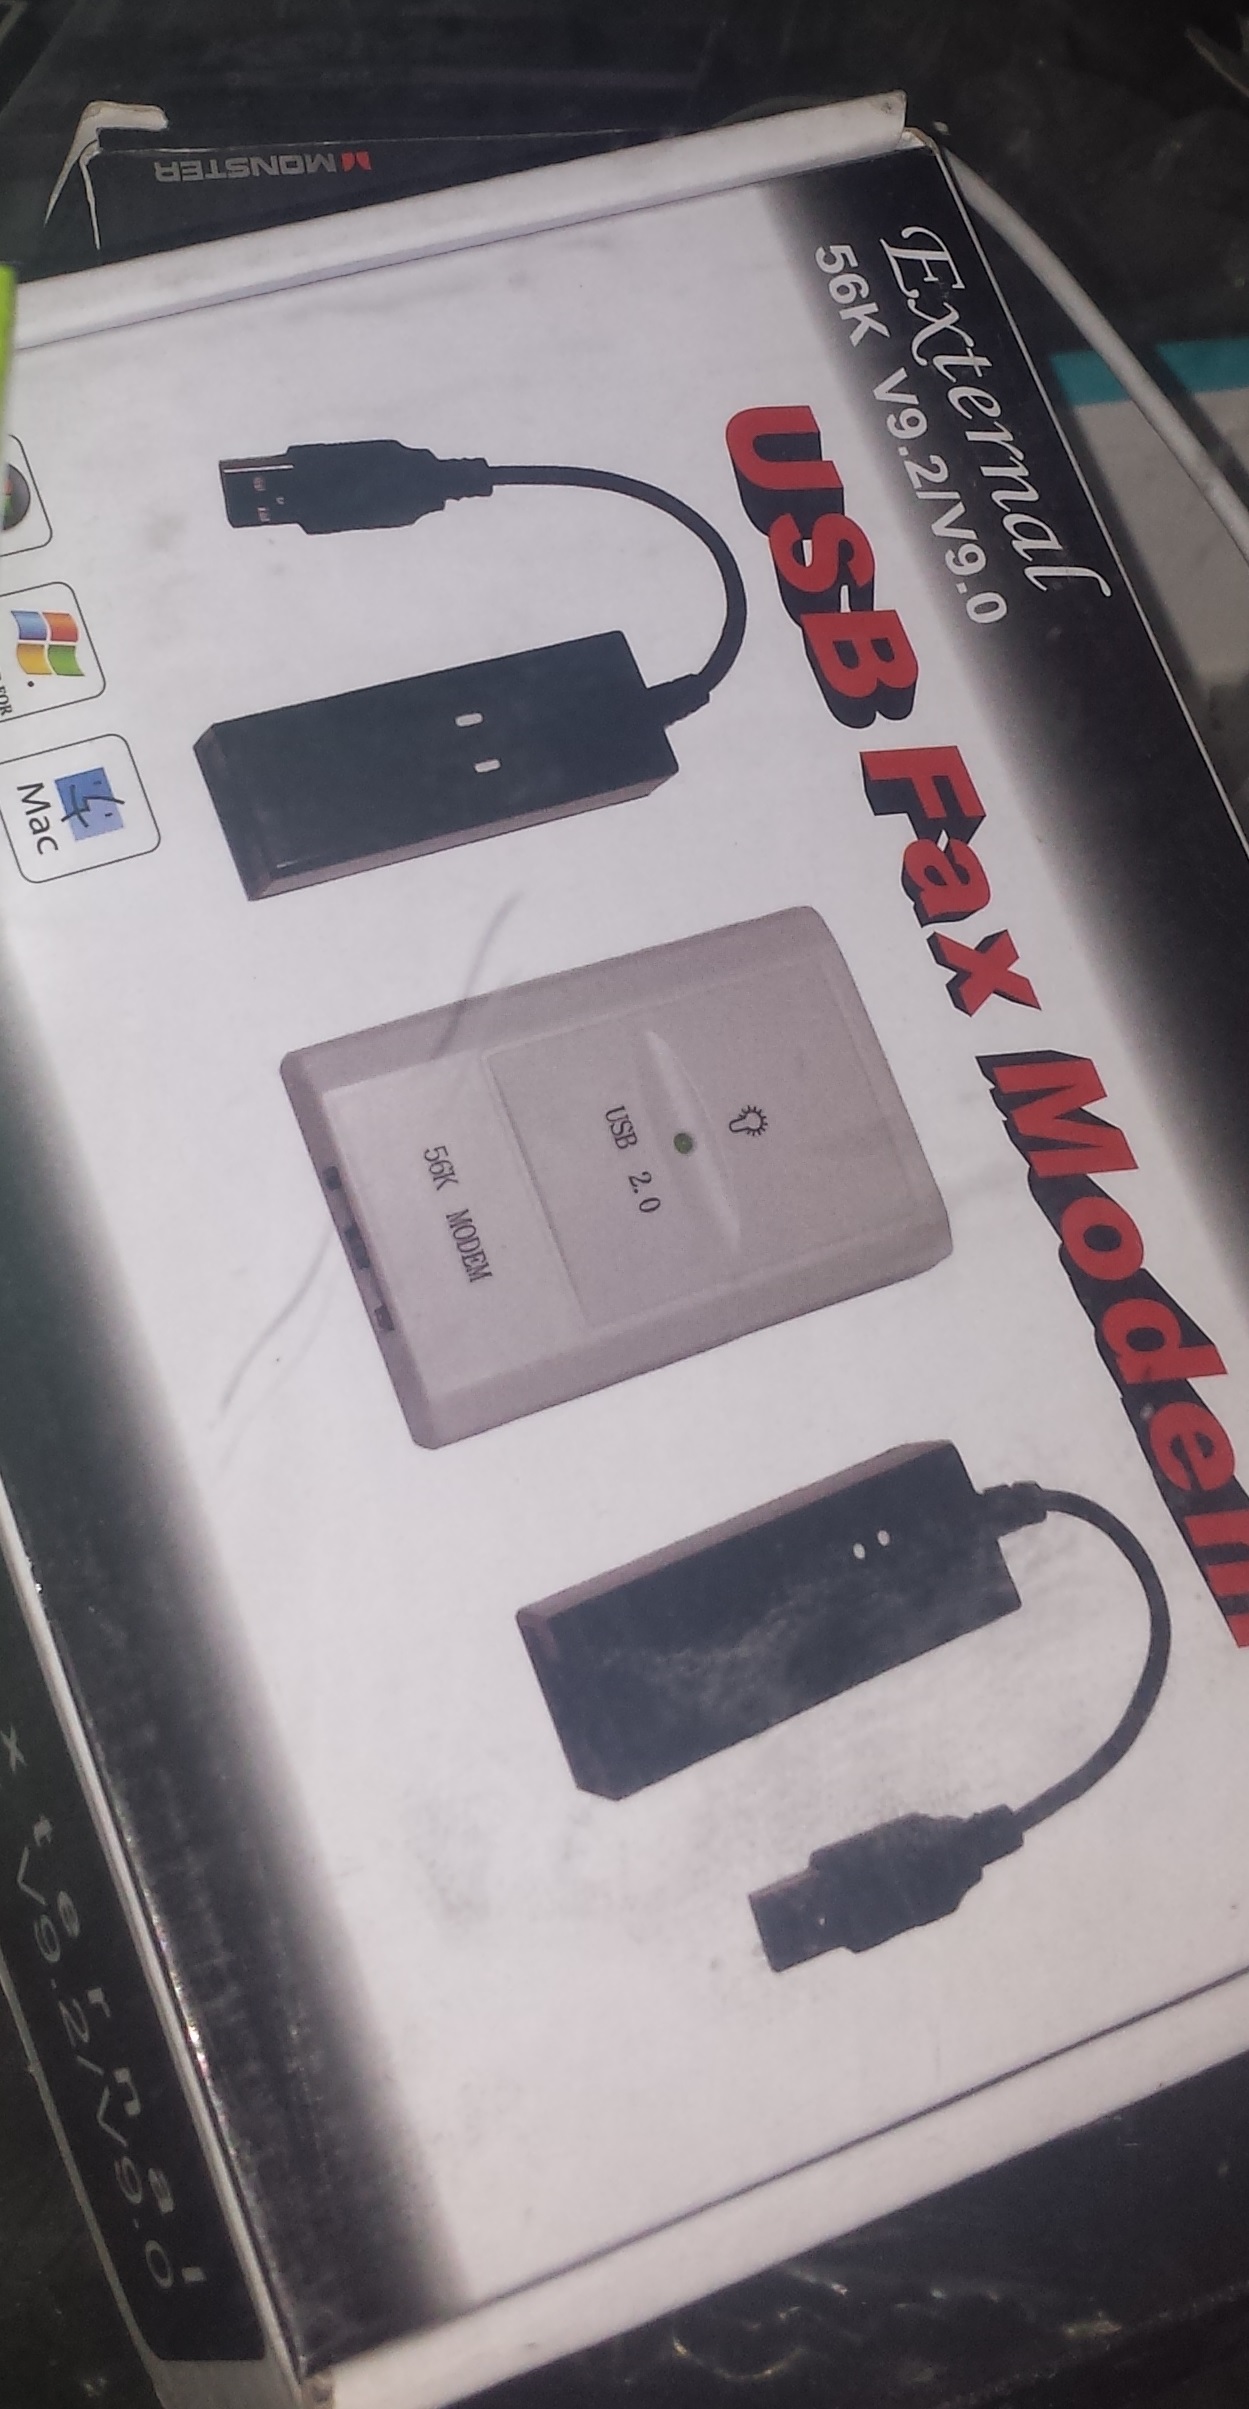 MONSTER
External
56K V9.2/V9.0
USB Fax Modem
USB 2.0
56K MODEM
FOR
Mac
x t e r n a l
V9.2/V9.0